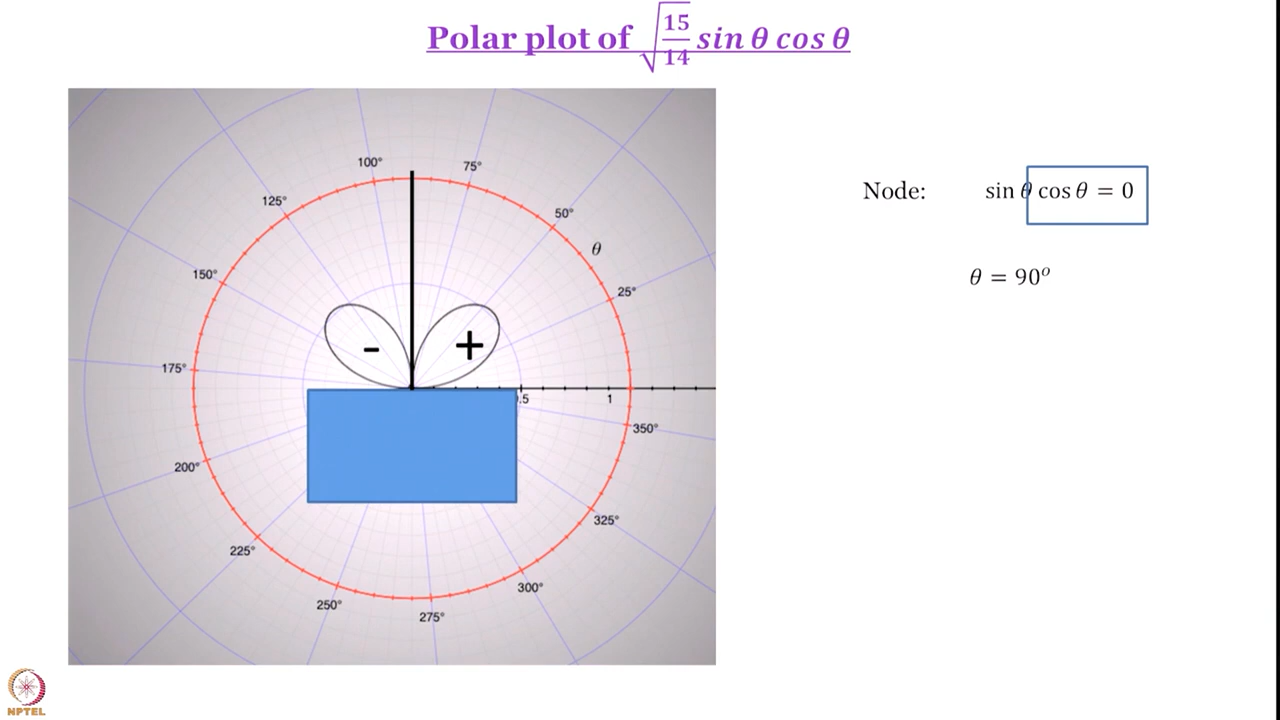 Polar plot of √(15/14) sin θ cos θ
Node: sin θ cos θ = 0
θ = 90°
100° 75°
125° 50°
θ
150° 25°
- +
175°
.5 1
350°
200°
325°
225°
300°
250° 275°
NPTEL